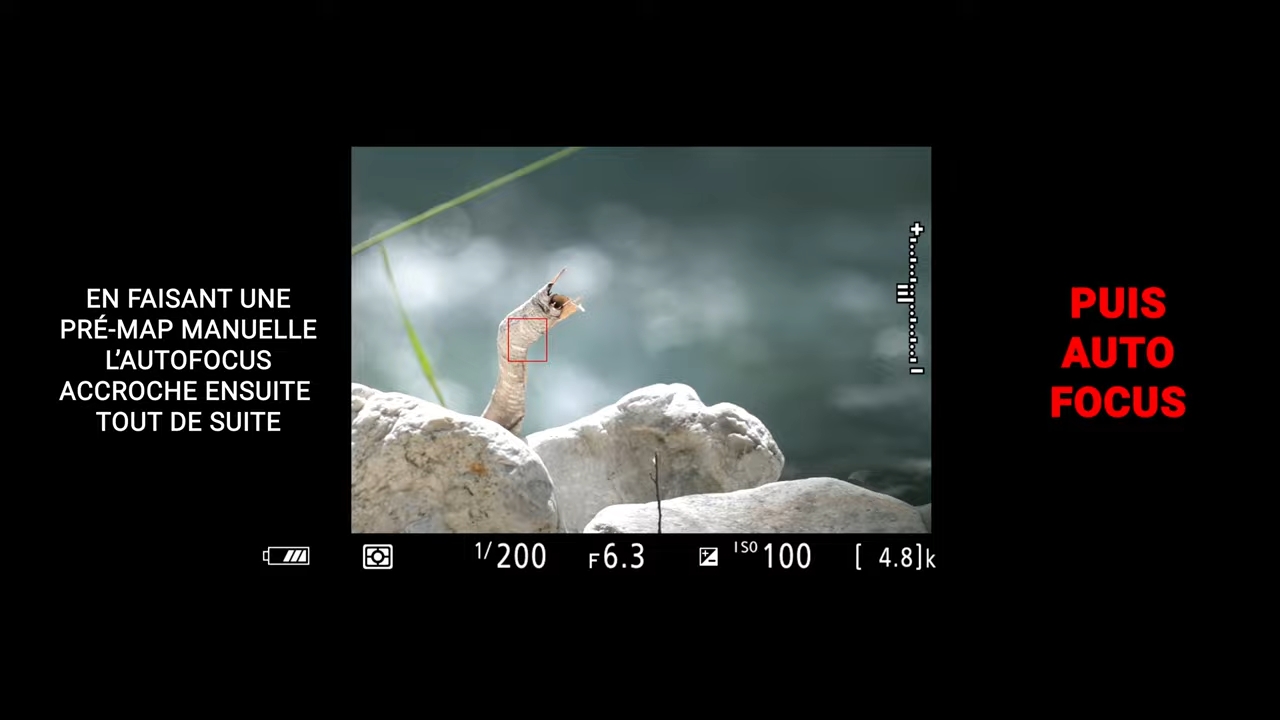 EN FAISANT UNE
PRÉ-MAP MANUELLE
L'AUTOFOCUS
ACCROCHE ENSUITE
TOUT DE SUITE
PUIS
AUTO
FOCUS
1/200 F6.3 ISO 100 [ 4.8]k